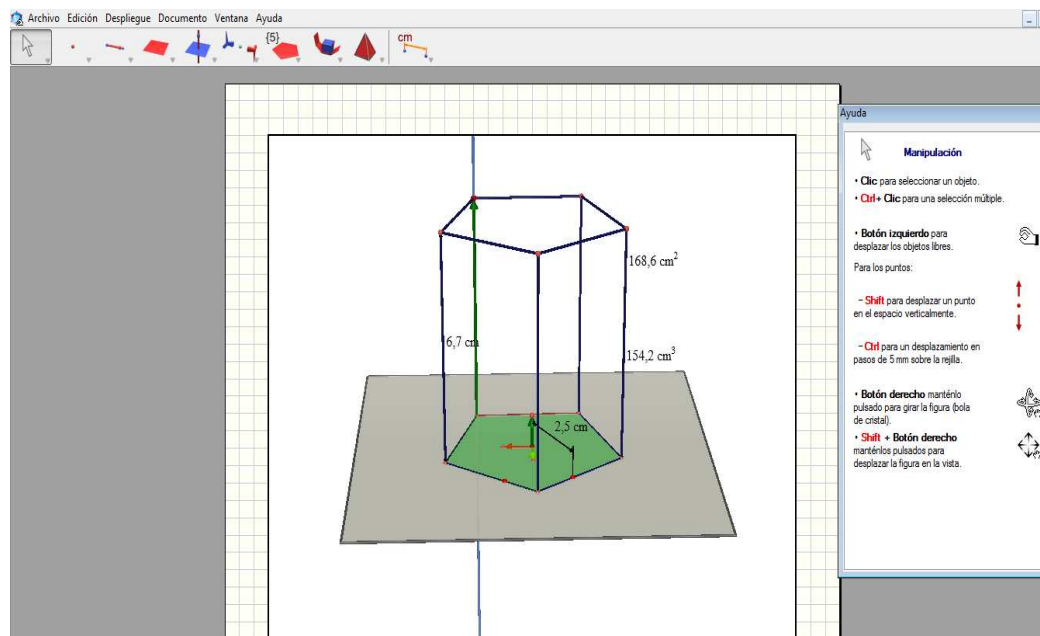 Archivo Edición Despliegue Documento Ventana Ayuda
{5}
cm
Ayuda
Manipulación
• Clic para seleccionar un objeto.
• Ctrl+ Clic para una selección múltiple.
• Botón izquierdo para
desplazar los objetos libres.
Para los puntos:
– Shift para desplazar un punto
en el espacio verticalmente.
– Ctrl para un desplazamiento en
pasos de 5 mm sobre la rejilla.
• Botón derecho manténlo
pulsado para girar la figura (bola
de cristal).
• Shift + Botón derecho
manténlos pulsados para
desplazar la figura en la vista.
168,6 cm²
6,7 cm
154,2 cm³
2,5 cm